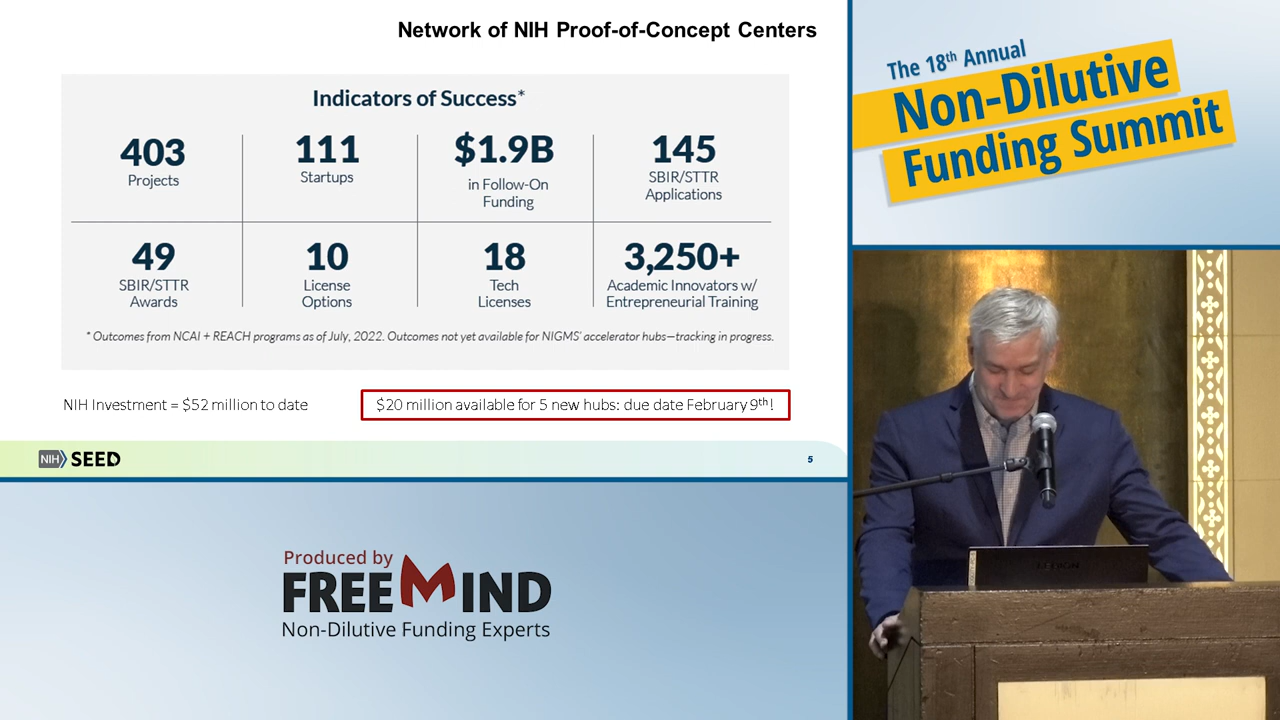 Network of NIH Proof-of-Concept Centers
Indicators of Success*
403
Projects
111
Startups
$1.9B
in Follow-On
Funding
145
SBIR/STTR
Applications
49
SBIR/STTR
Awards
10
License
Options
18
Tech
Licenses
3,250+
Academic Innovators w/
Entrepreneurial Training
* Outcomes from NCAI + REACH programs as of July, 2022. Outcomes not yet available for NIGMS' accelerator hubs—tracking in progress.
NIH Investment = $52 million to date
$20 million available for 5 new hubs: due date February 9th!
NIH SEED
5
The 18th Annual
Non-Dilutive
Funding Summit
Produced by
FREEMIND
Non-Dilutive Funding Experts
LEGION